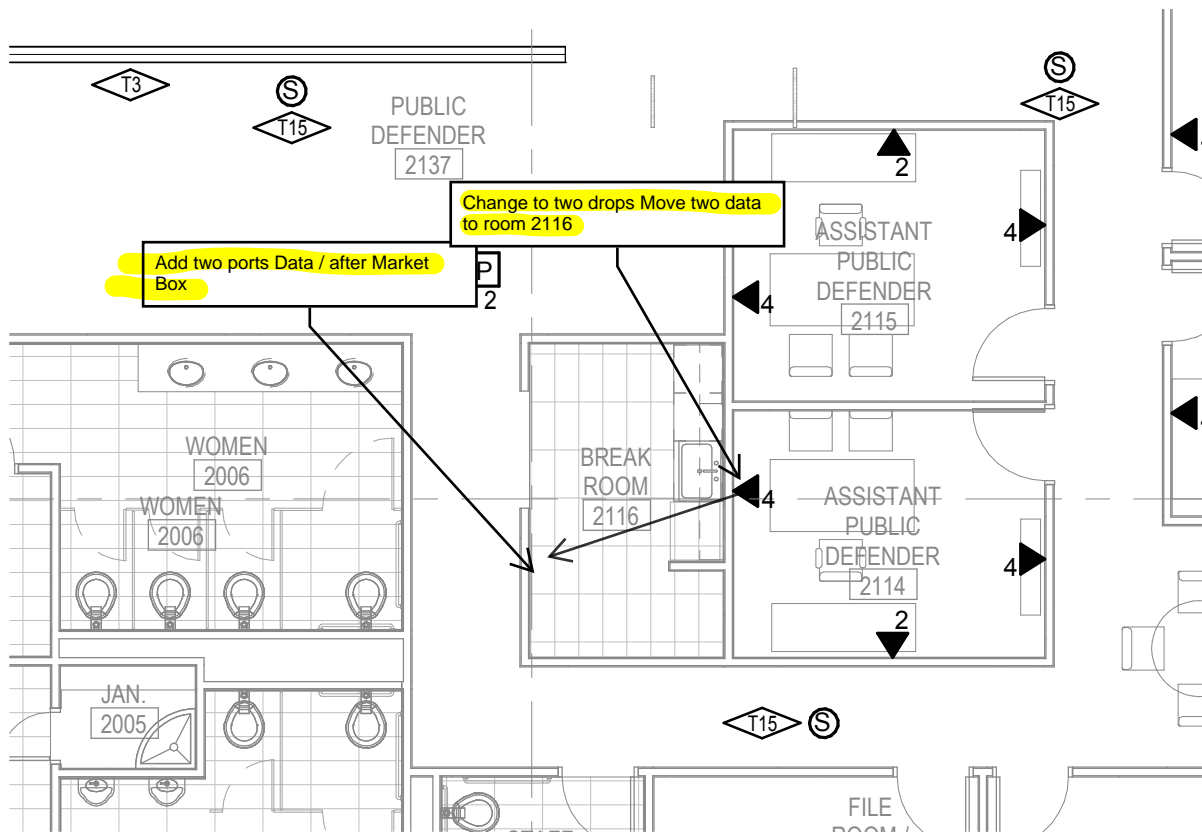 T3
S
T15
PUBLIC
DEFENDER
2137
S
T15
2
Change to two drops Move two data
to room 2116
4
ASSISTANT
PUBLIC
DEFENDER
2115
4
Add two ports Data / after Market
Box
P
2
WOMEN
2006
WOMEN
2006
BREAK
ROOM
2116
4
ASSISTANT
PUBLIC
DEFENDER
2114
4
2
JAN.
2005
T15
S
FILE